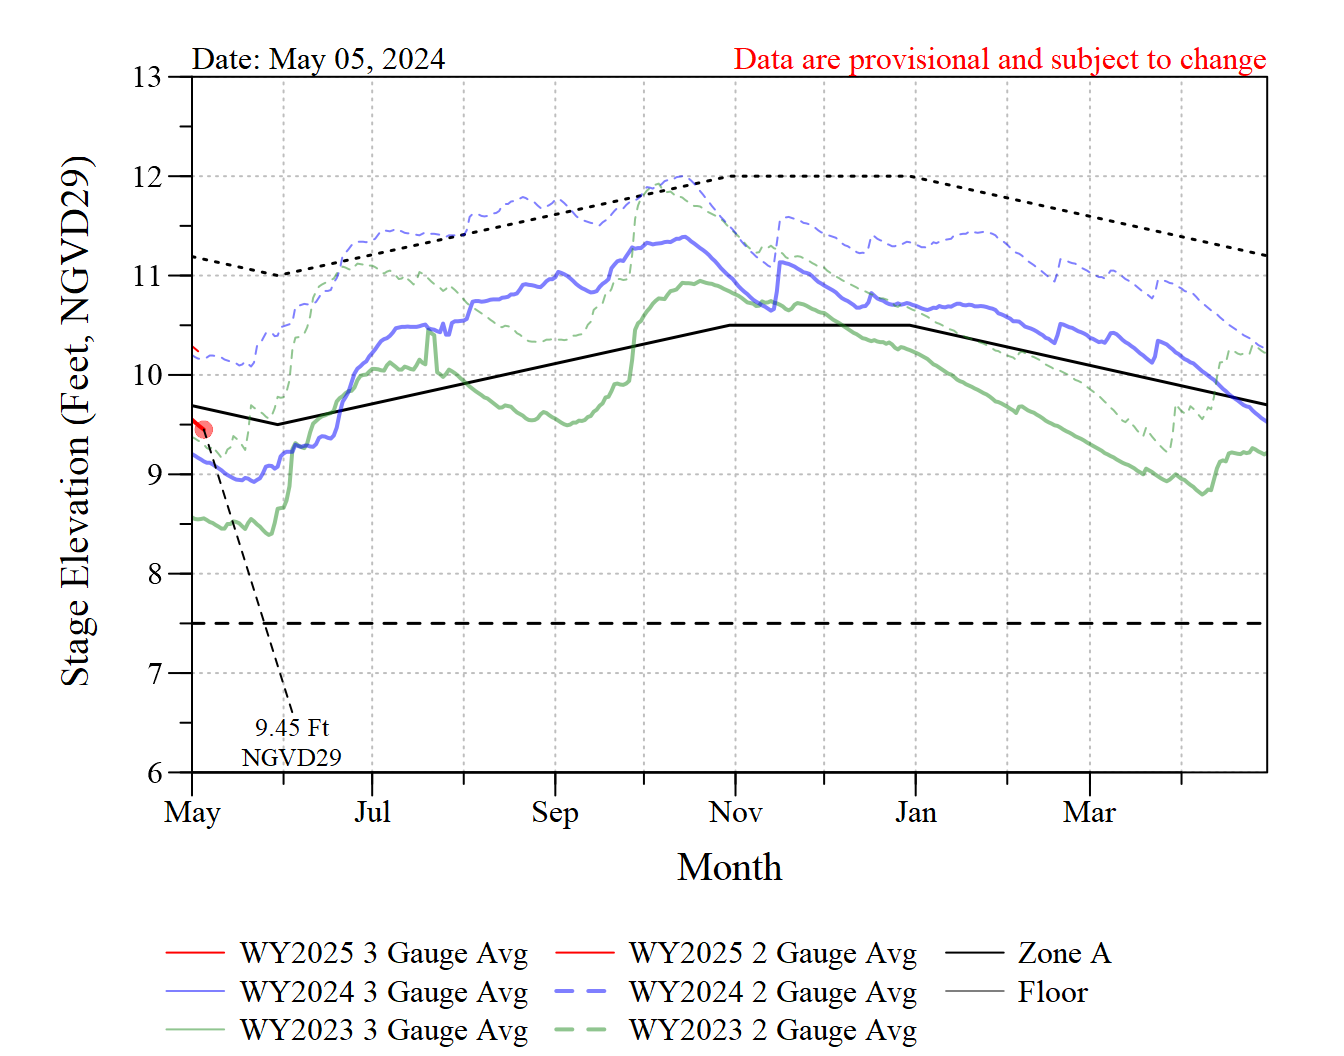 Date: May 05, 2024
Data are provisional and subject to change
Stage Elevation (Feet, NGVD29)
13
12
11
10
9
8
7
6
9.45 Ft
NGVD29
May
Jul
Sep
Nov
Jan
Mar
Month
WY2025 3 Gauge Avg
WY2025 2 Gauge Avg
Zone A
WY2024 3 Gauge Avg
WY2024 2 Gauge Avg
Floor
WY2023 3 Gauge Avg
WY2023 2 Gauge Avg